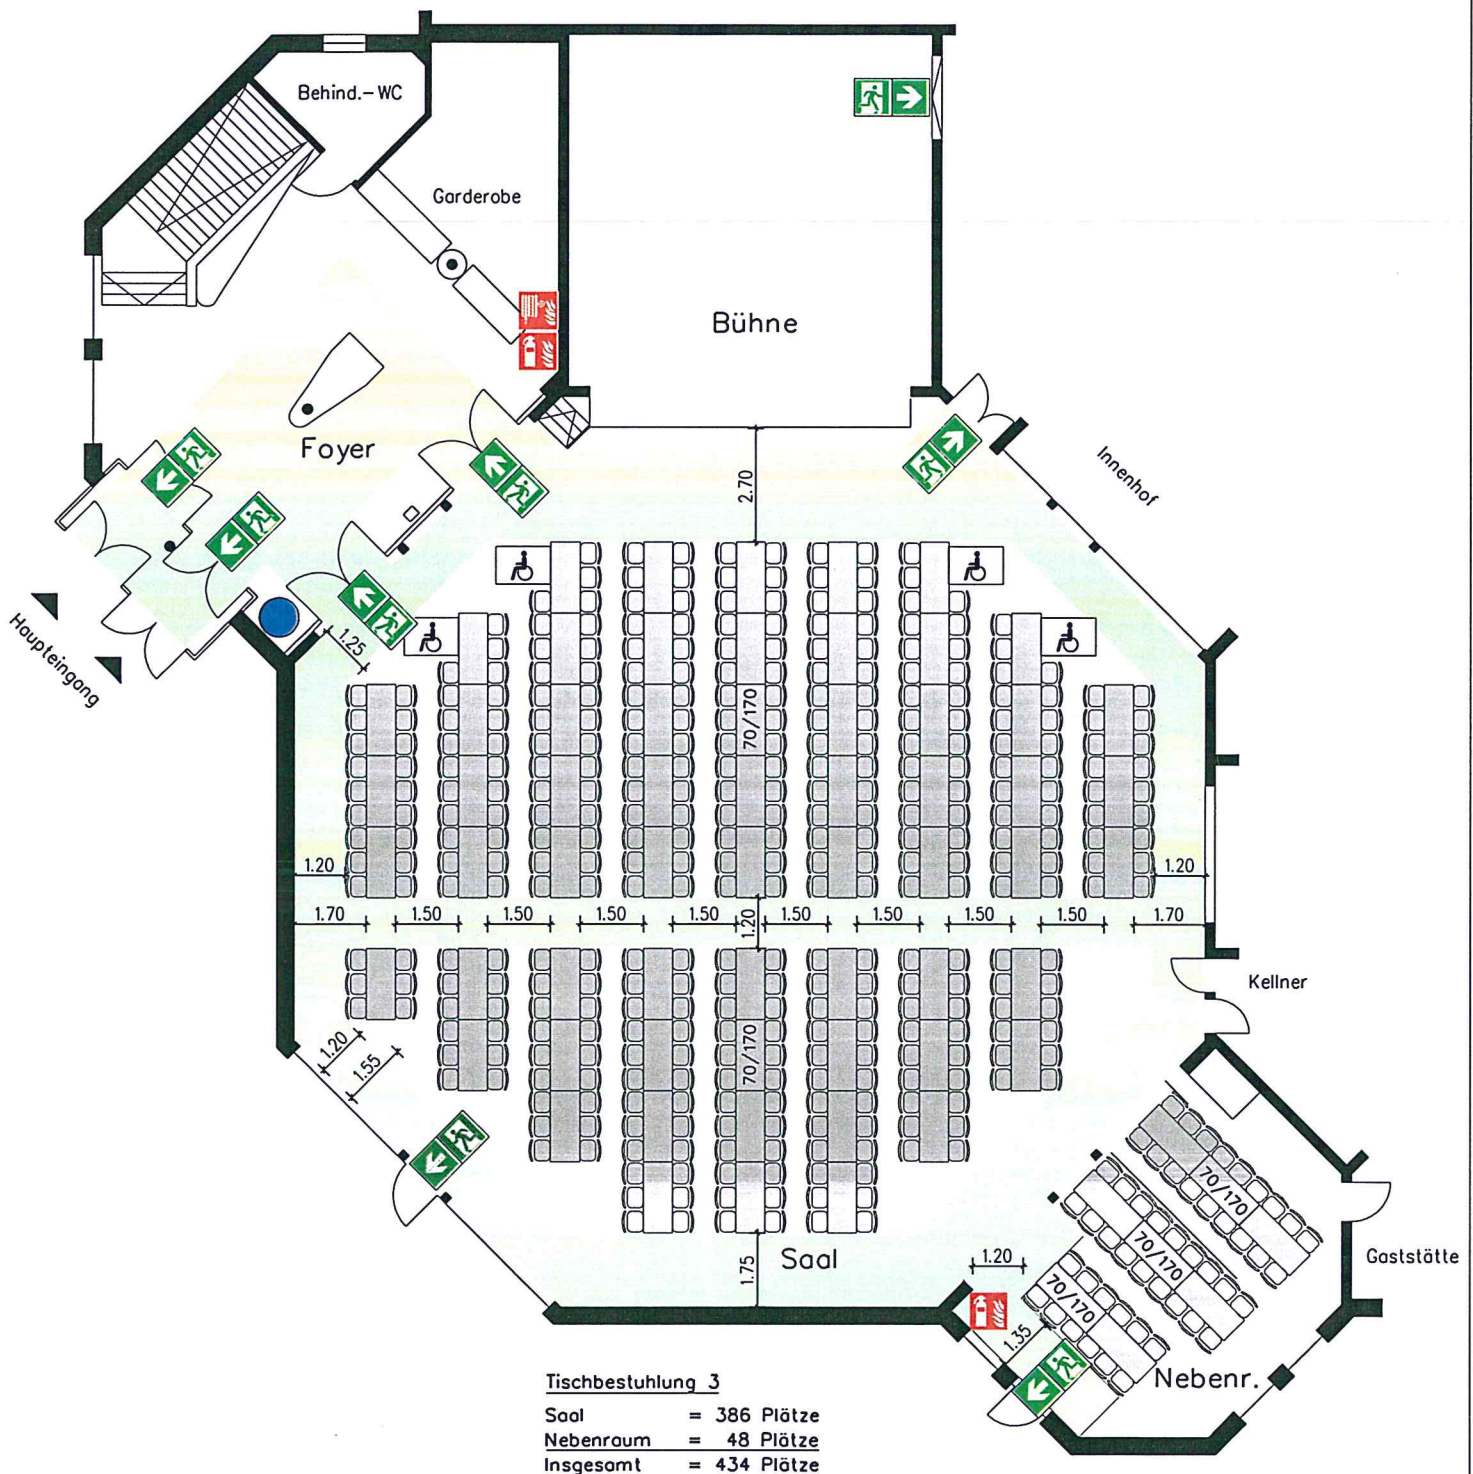 Behind.-WC
Garderobe
Bühne
Foyer
Innenhof
2.70
Haupteingang
1.25
70/170
1.20
1.20
1.70
1.50
1.50
1.50
1.50
1.20
1.50
1.50
1.50
1.50
1.70
Kellner
1.20
1.55
70/170
70/170
70/170
70/170
Gaststätte
1.75
Saal
1.20
1.35
Nebenr.
Tischbestuhlung 3
Saal = 386 Plätze
Nebenraum = 48 Plätze
Insgesamt = 434 Plätze